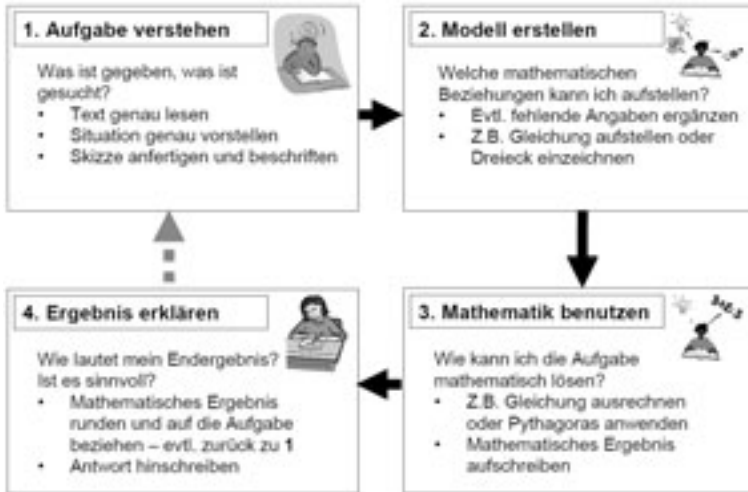 1. Aufgabe verstehen
Was ist gegeben, was ist
gesucht?
• Text genau lesen
• Situation genau vorstellen
• Skizze anfertigen und beschriften
2. Modell erstellen
Welche mathematischen
Beziehungen kann ich aufstellen?
• Evtl. fehlende Angaben ergänzen
• Z.B. Gleichung aufstellen oder
Dreieck einzeichnen
3. Mathematik benutzen
Wie kann ich die Aufgabe
mathematisch lösen?
• Z.B. Gleichung ausrechnen
oder Pythagoras anwenden
• Mathematisches Ergebnis
aufschreiben
4. Ergebnis erklären
Wie lautet mein Endergebnis?
Ist es sinnvoll?
• Mathematisches Ergebnis
runden und auf die Aufgabe
beziehen – evtl. zurück zu 1
• Antwort hinschreiben